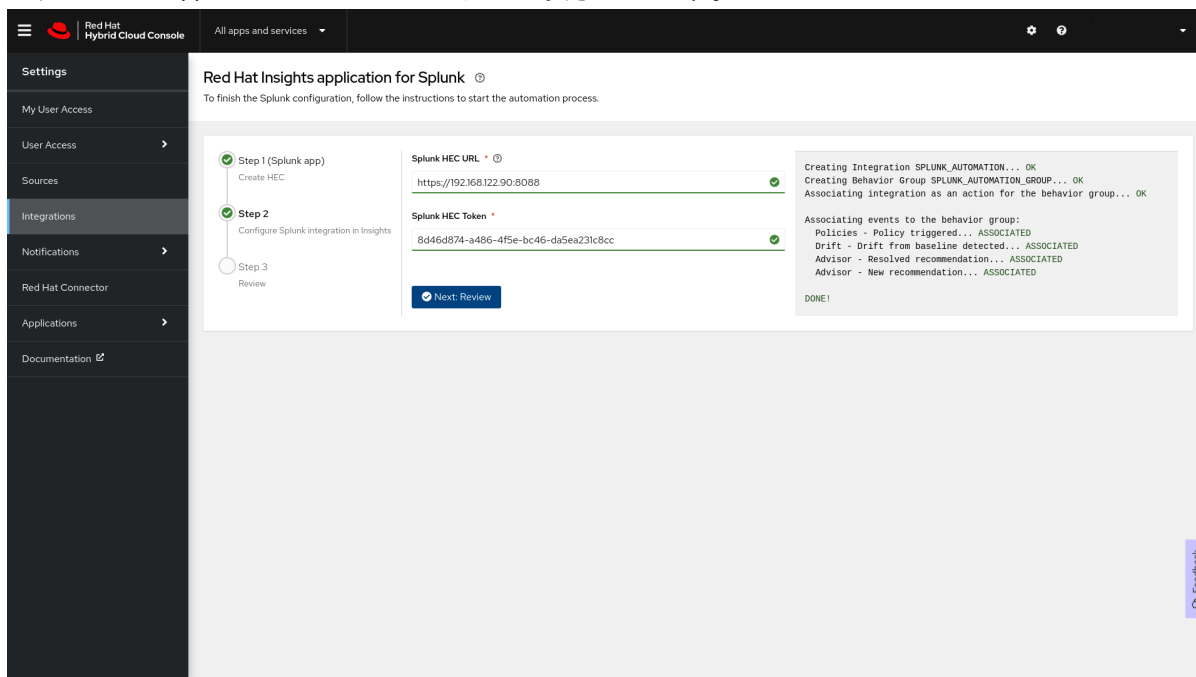 Red Hat
Hybrid Cloud Console
All apps and services
Settings
My User Access
User Access
Sources
Integrations
Notifications
Red Hat Connector
Applications
Documentation
Red Hat Insights application for Splunk
To finish the Splunk configuration, follow the instructions to start the automation process.
Step 1 (Splunk app)
Create HEC
Step 2
Configure Splunk integration in Insights
Step 3
Review
Splunk HEC URL *
https://192.168.122.90:8088
Splunk HEC Token *
8d46d874-a486-4f5e-bc46-da5ea231c8cc
Next: Review
Creating Integration SPLUNK_AUTOMATION... OK
Creating Behavior Group SPLUNK_AUTOMATION_GROUP... OK
Associating integration as an action for the behavior group... OK
Associating events to the behavior group:
Policies - Policy triggered... ASSOCIATED
Drift - Drift from baseline detected... ASSOCIATED
Advisor - Resolved recommendation... ASSOCIATED
Advisor - New recommendation... ASSOCIATED
DONE!